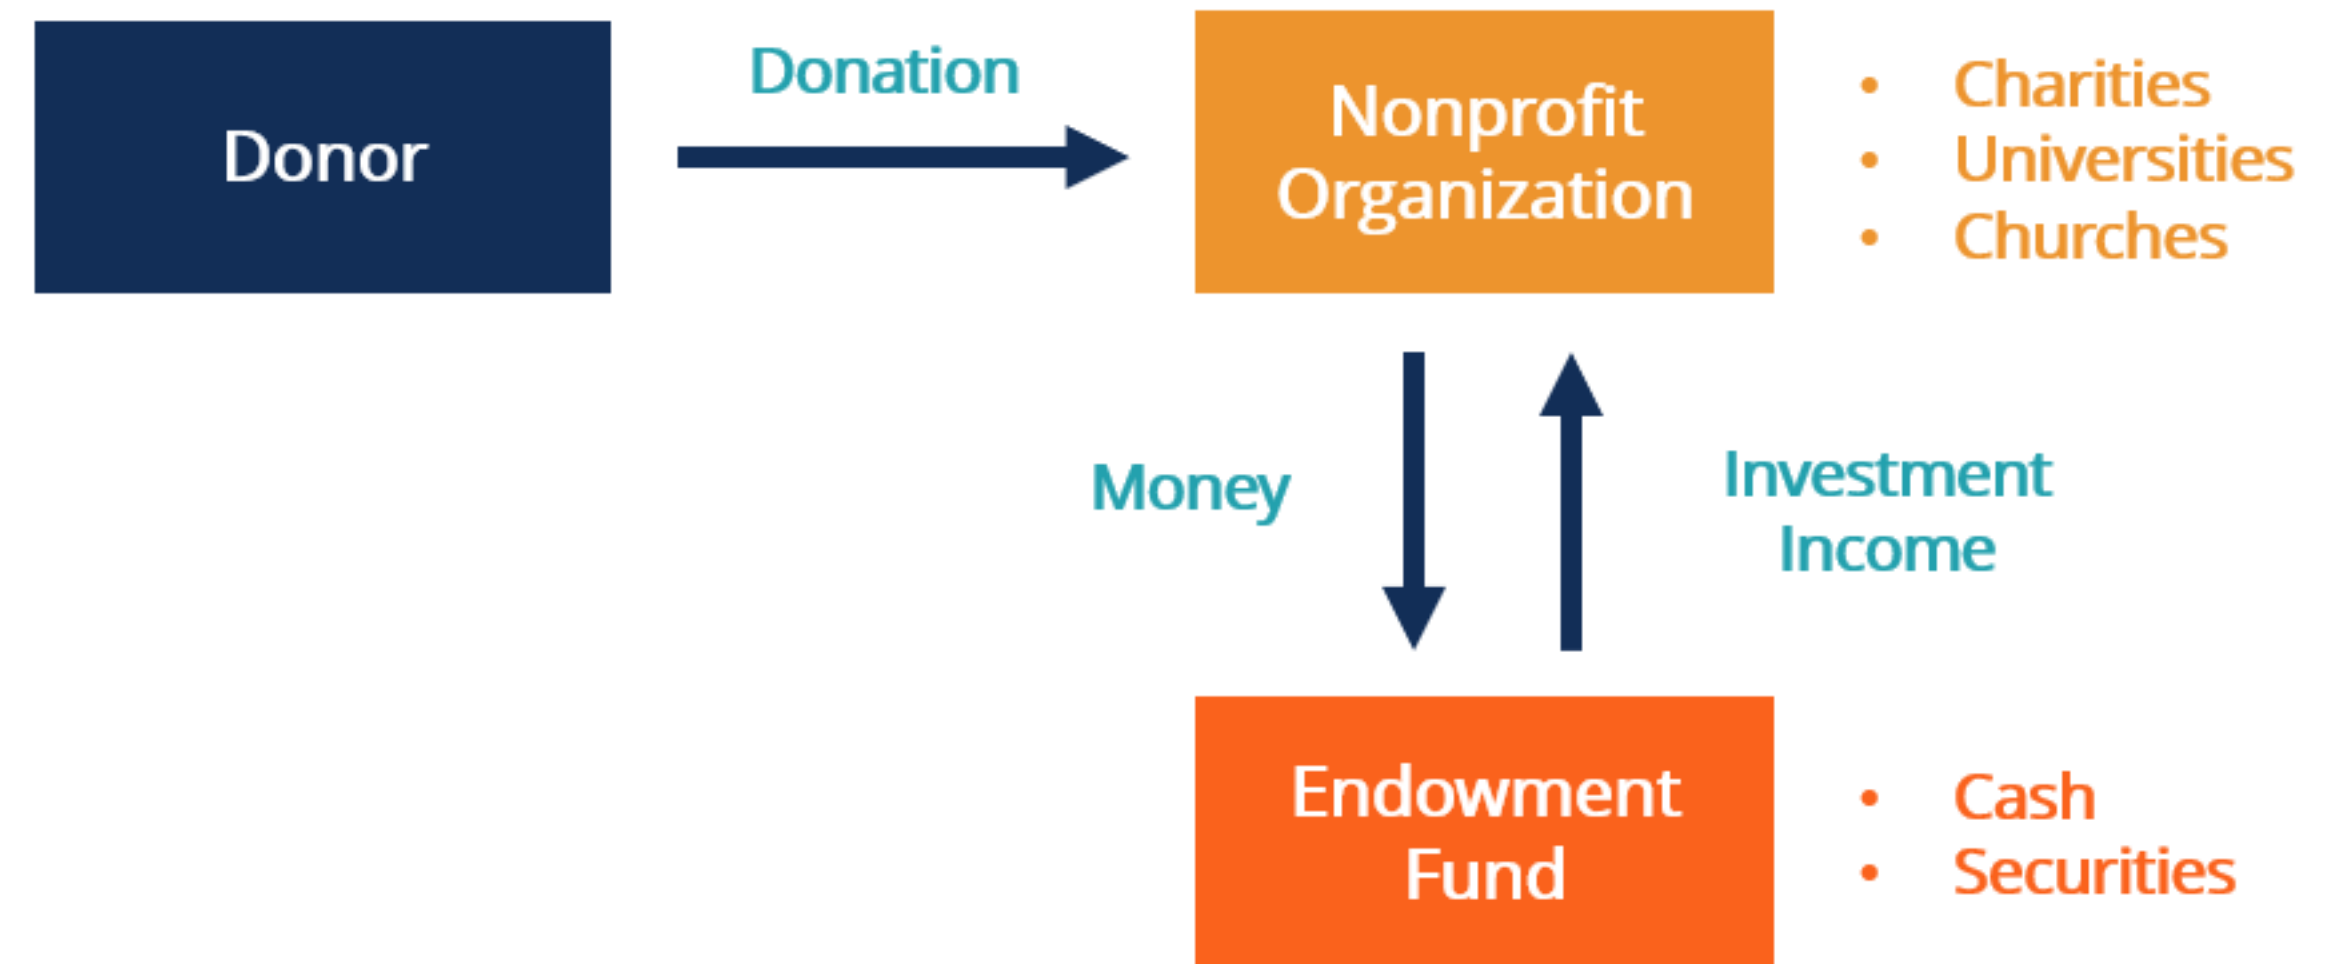 Donor
Donation
Nonprofit
Organization
• Charities
• Universities
• Churches
Money
Investment
Income
Endowment
Fund
• Cash
• Securities